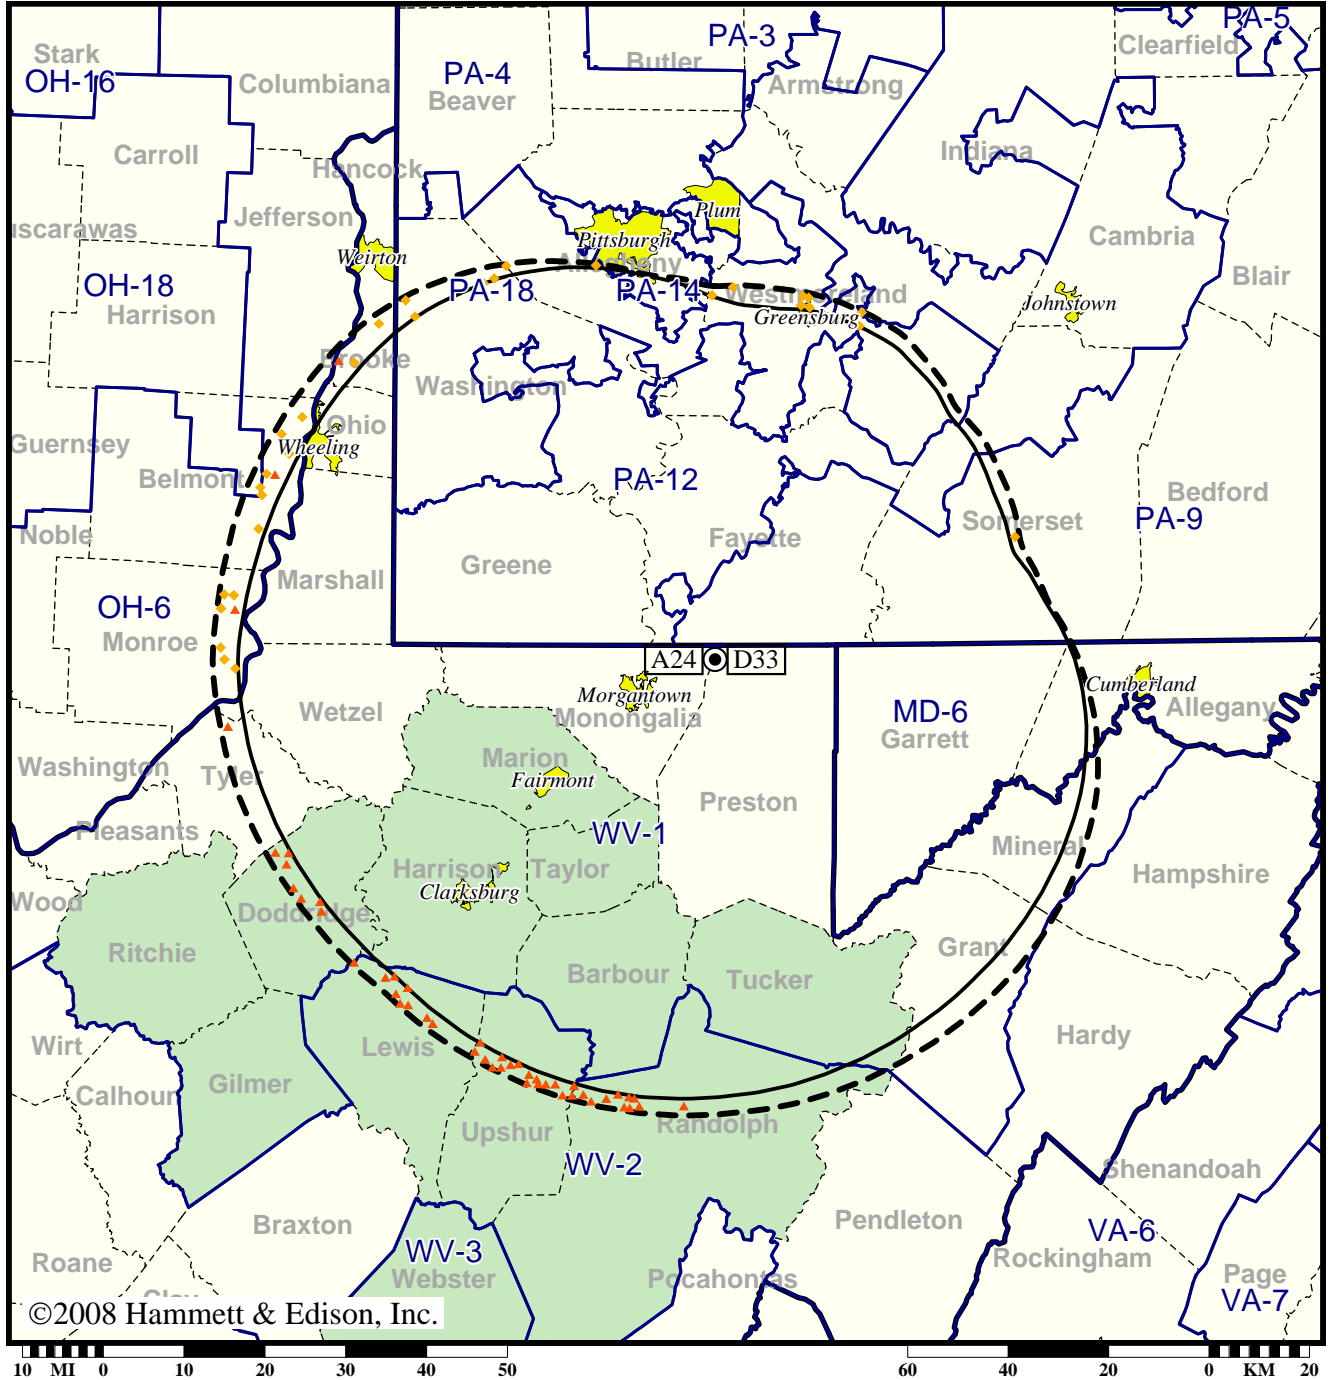 Stark
OH-16
Columbiana
PA-4
Beaver
PA-3
Butler
Armstrong
PA-5
Clearfield
Carroll
Hancock
Indiana
Jefferson
uscarawas
Plum
Pittsburgh
Allegheny
Weirton
Cambria
Blair
OH-18
Harrison
PA-18
PA-14
Westmoreland
Greensburg
Johnstown
Brooke
Washington
Guernsey
Ohio
Wheeling
Belmont
PA-12
Bedford
PA-9
Noble
Fayette
Somerset
Greene
Marshall
OH-6
Monroe
A24
D33
Morgantown
Monongalia
Cumberland
Allegany
Wetzel
MD-6
Garrett
Marion
Fairmont
Washington
Tyler
Preston
Pleasants
WV-1
Mineral
Harrison
Taylor
Clarksburg
Hampshire
Wood
Doddridge
Ritchie
Grant
Barbour
Tucker
Wirt
Lewis
Hardy
Calhoun
Gilmer
Upshur
Randolph
WV-2
Shenandoah
Braxton
Pendleton
VA-6
Roane
WV-3
Webster
Pocahontas
Rockingham
Page
VA-7
Clay
©2008 Hammett & Edison, Inc.
10 MI 0 10 20 30 40 50
60 40 20 0 KM 20